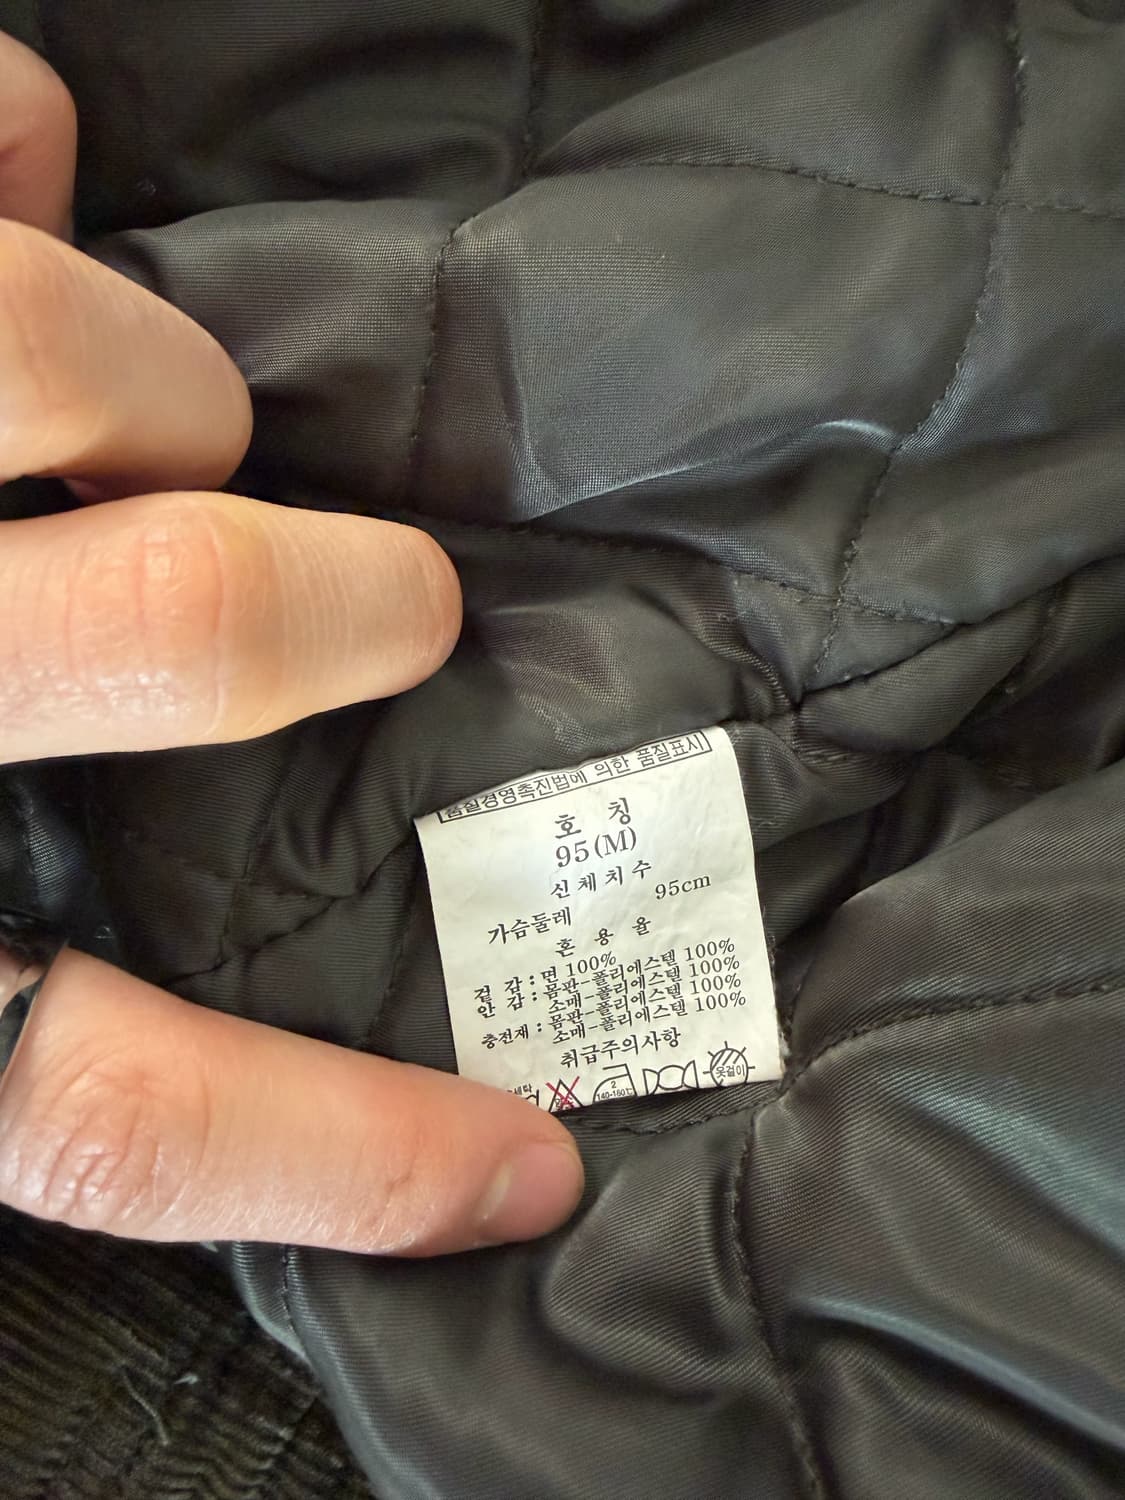 품질경영촉진법에 의한 품질표시
호 칭
95(M)
신체치수
가슴둘레 95cm
혼 용 율
겉 감 : 면 100%
안 감 : 몸판-폴리에스텔 100%
소매-폴리에스텔 100%
충전재 : 몸판-폴리에스텔 100%
소매-폴리에스텔 100%
취급주의사항
2
140-160℃
옷걸이